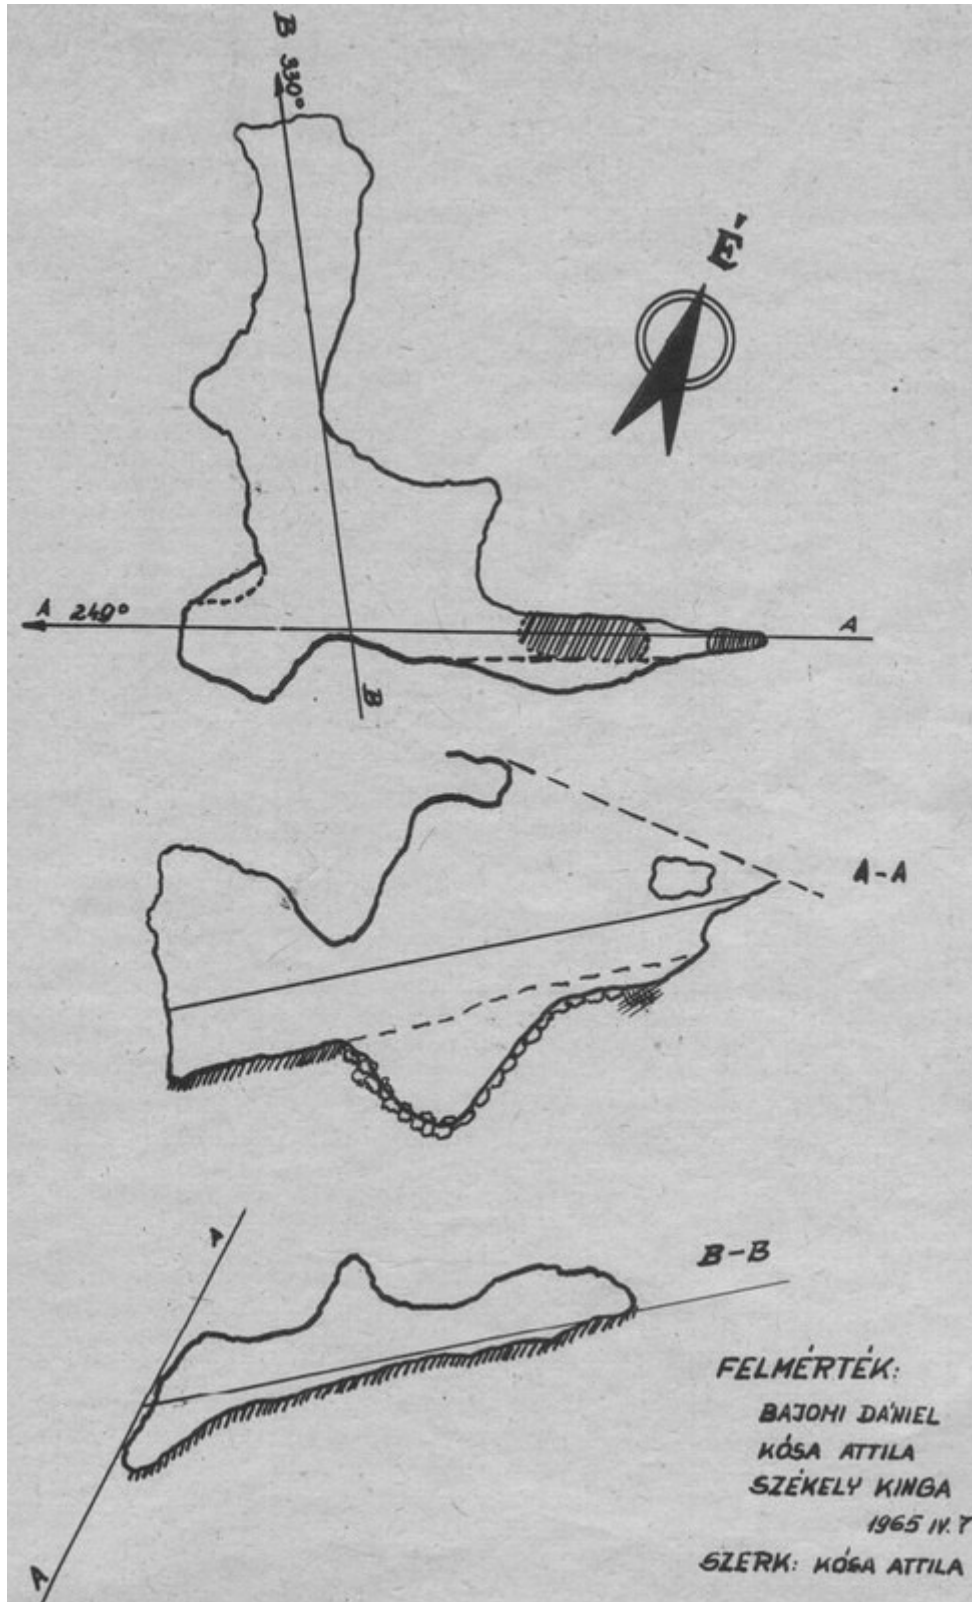 B 330°
É
A 249°
A
B
A-A
A
B-B
A
FELMÉRTÉK:
BAJOMI DÁNIEL
KÓSA ATTILA
SZÉKELY KINGA
1965 IV. 7
SZERK: KÓSA ATTILA